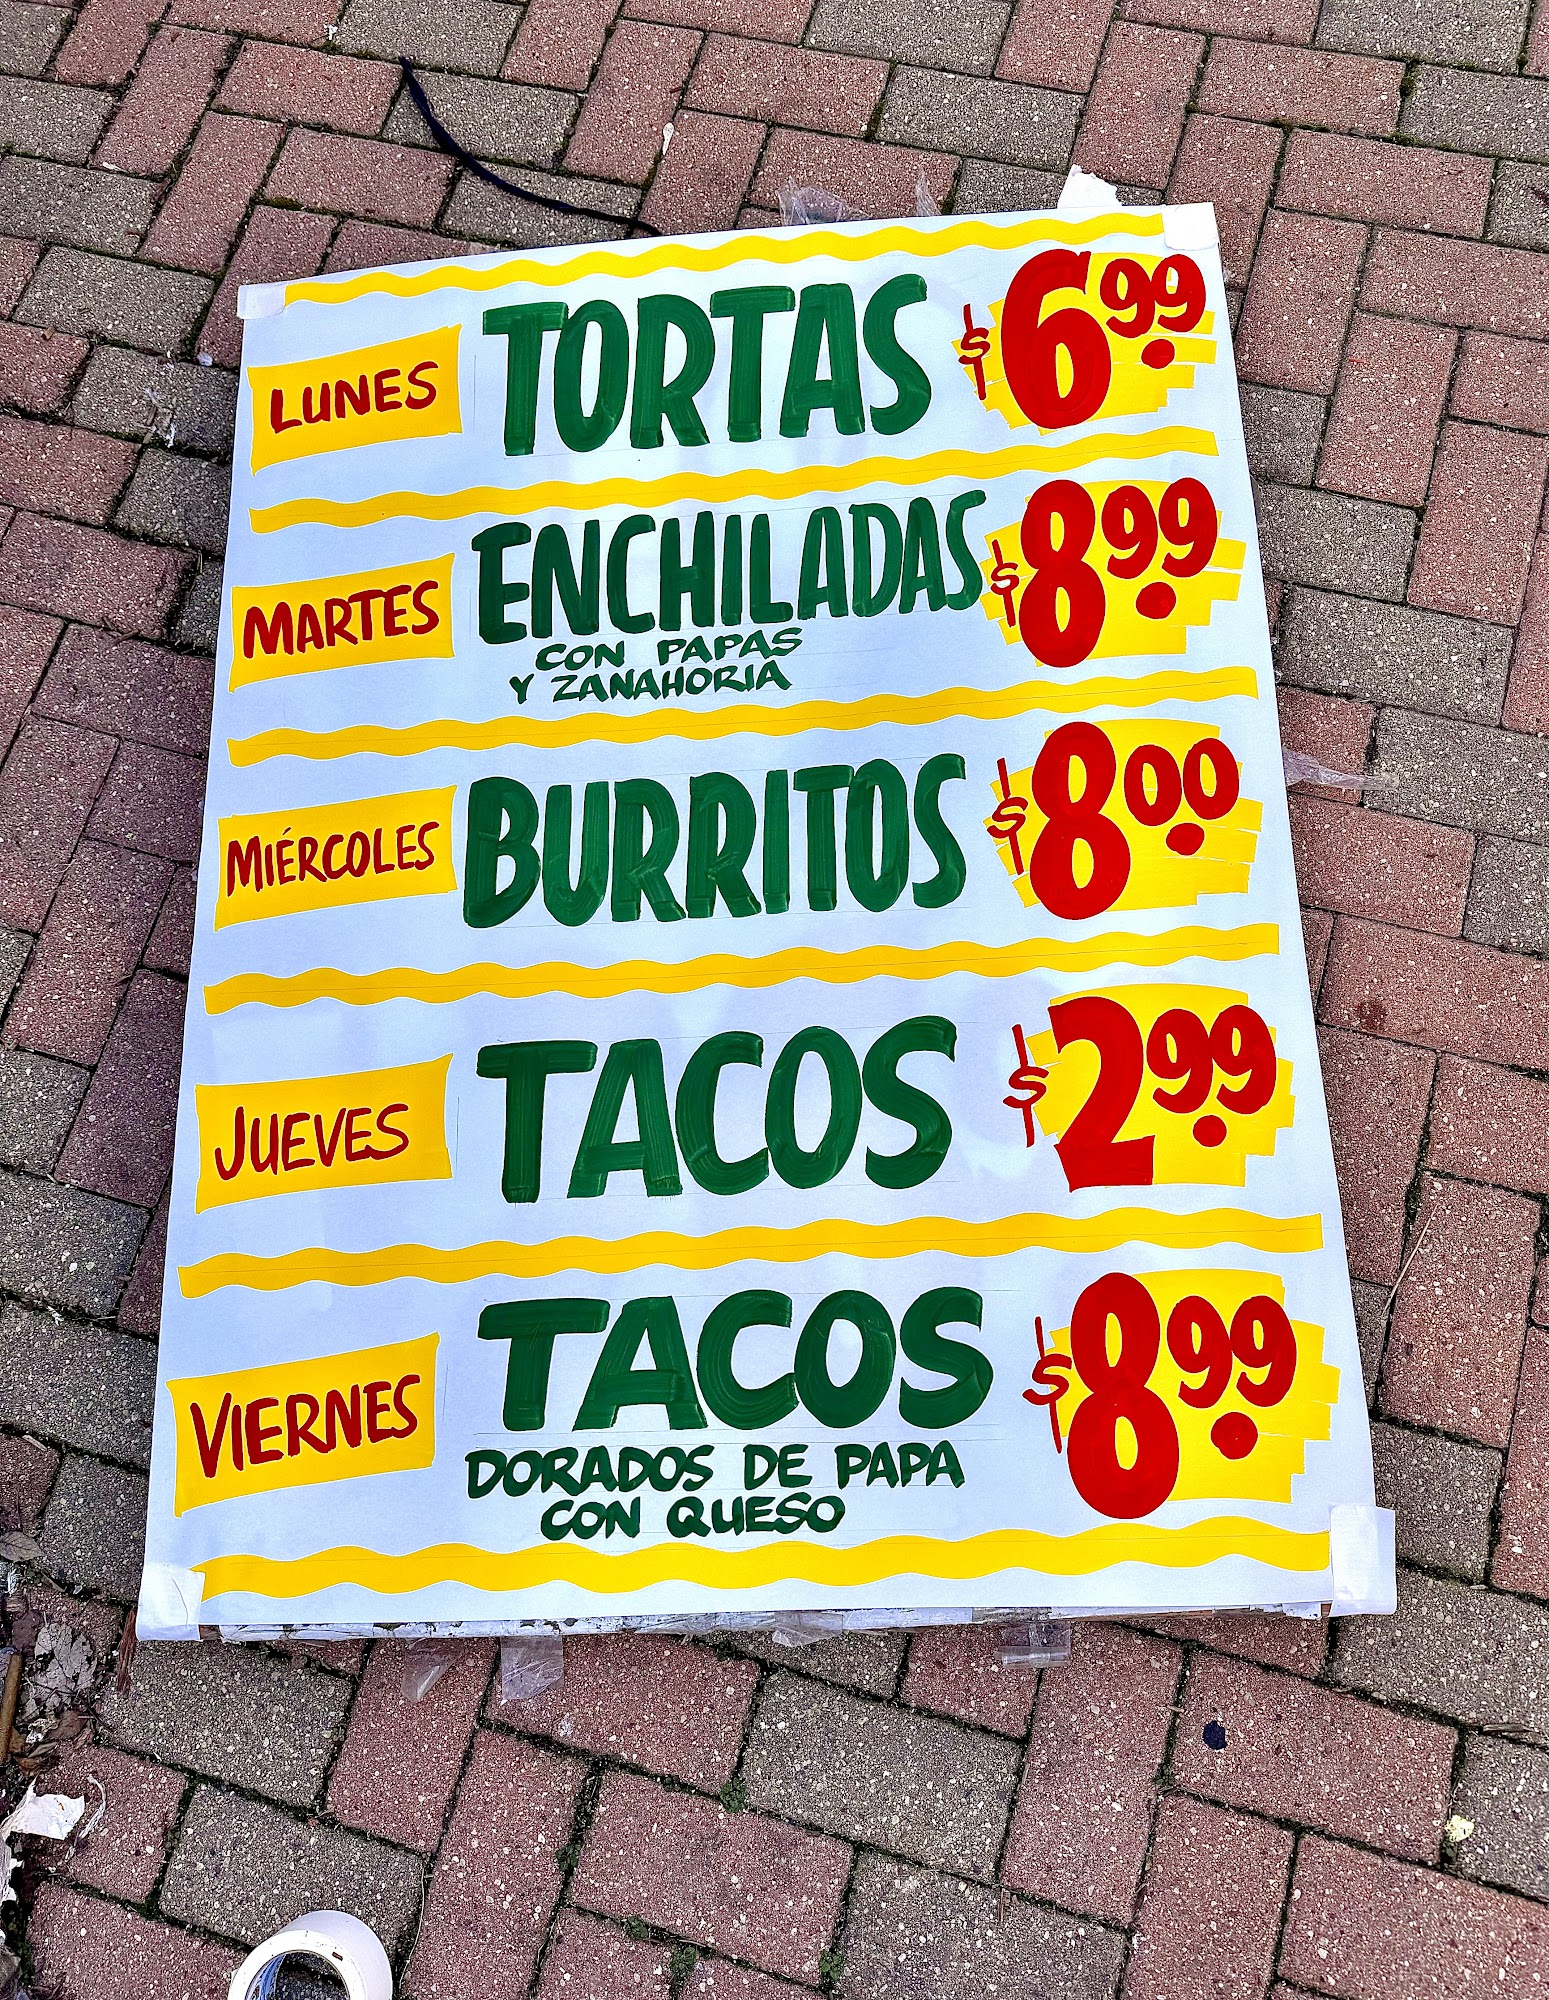 LUNES TORTAS $6.99
MARTES ENCHILADAS $8.99
CON PAPAS
Y ZANAHORIA
MIÉRCOLES BURRITOS $8.00
JUEVES TACOS $2.99
VIERNES TACOS $8.99
DORADOS DE PAPA
CON QUESO